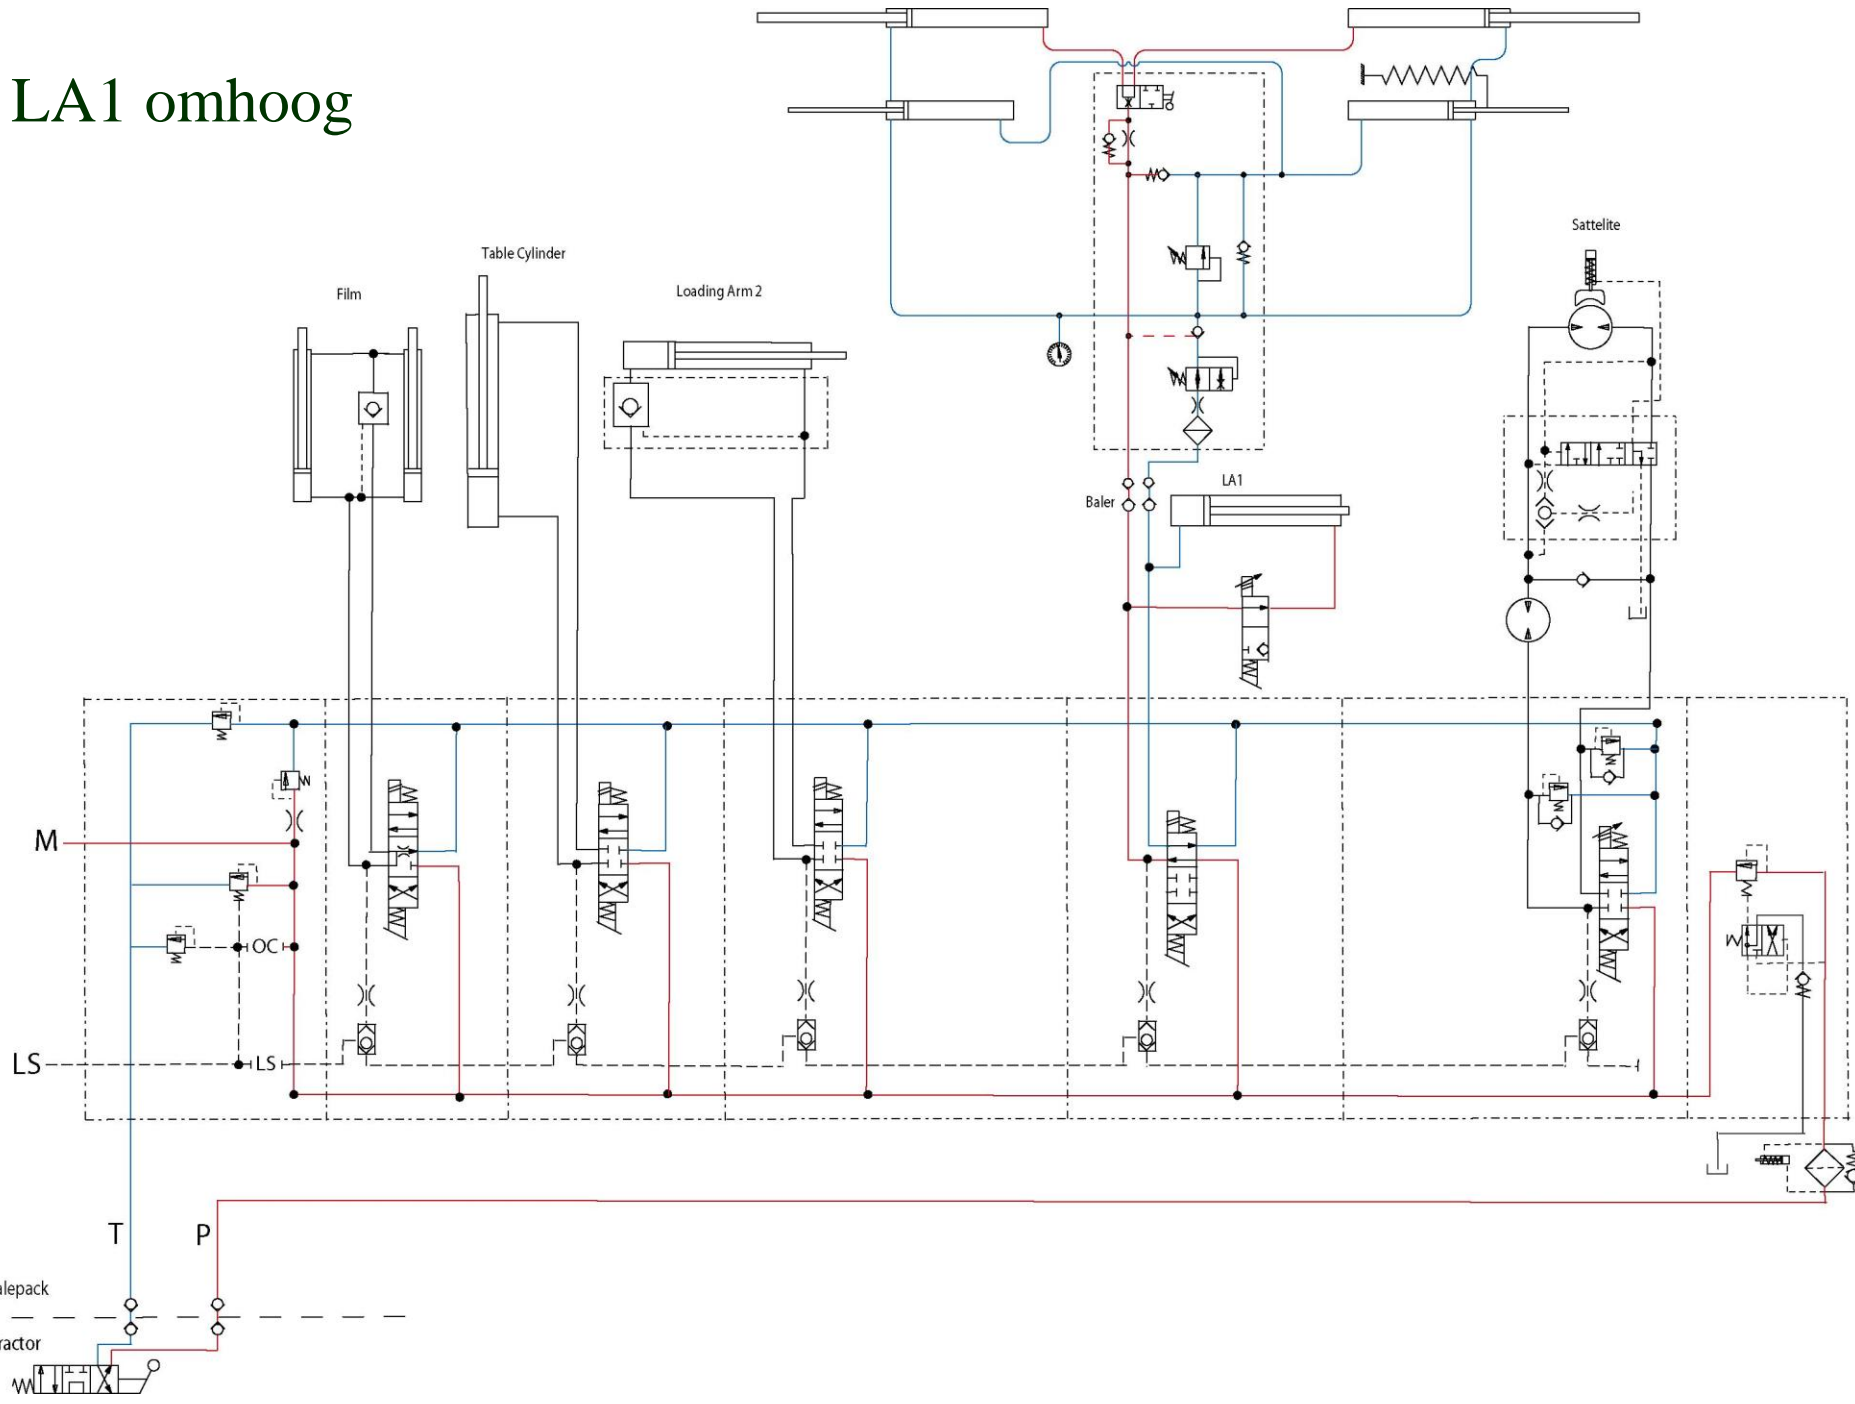 LA1 omhoog
Sattelite
Table Cylinder
Film
Loading Arm 2
LA1
Baler
M
OC
LS
LS
T
P
alepack
ractor